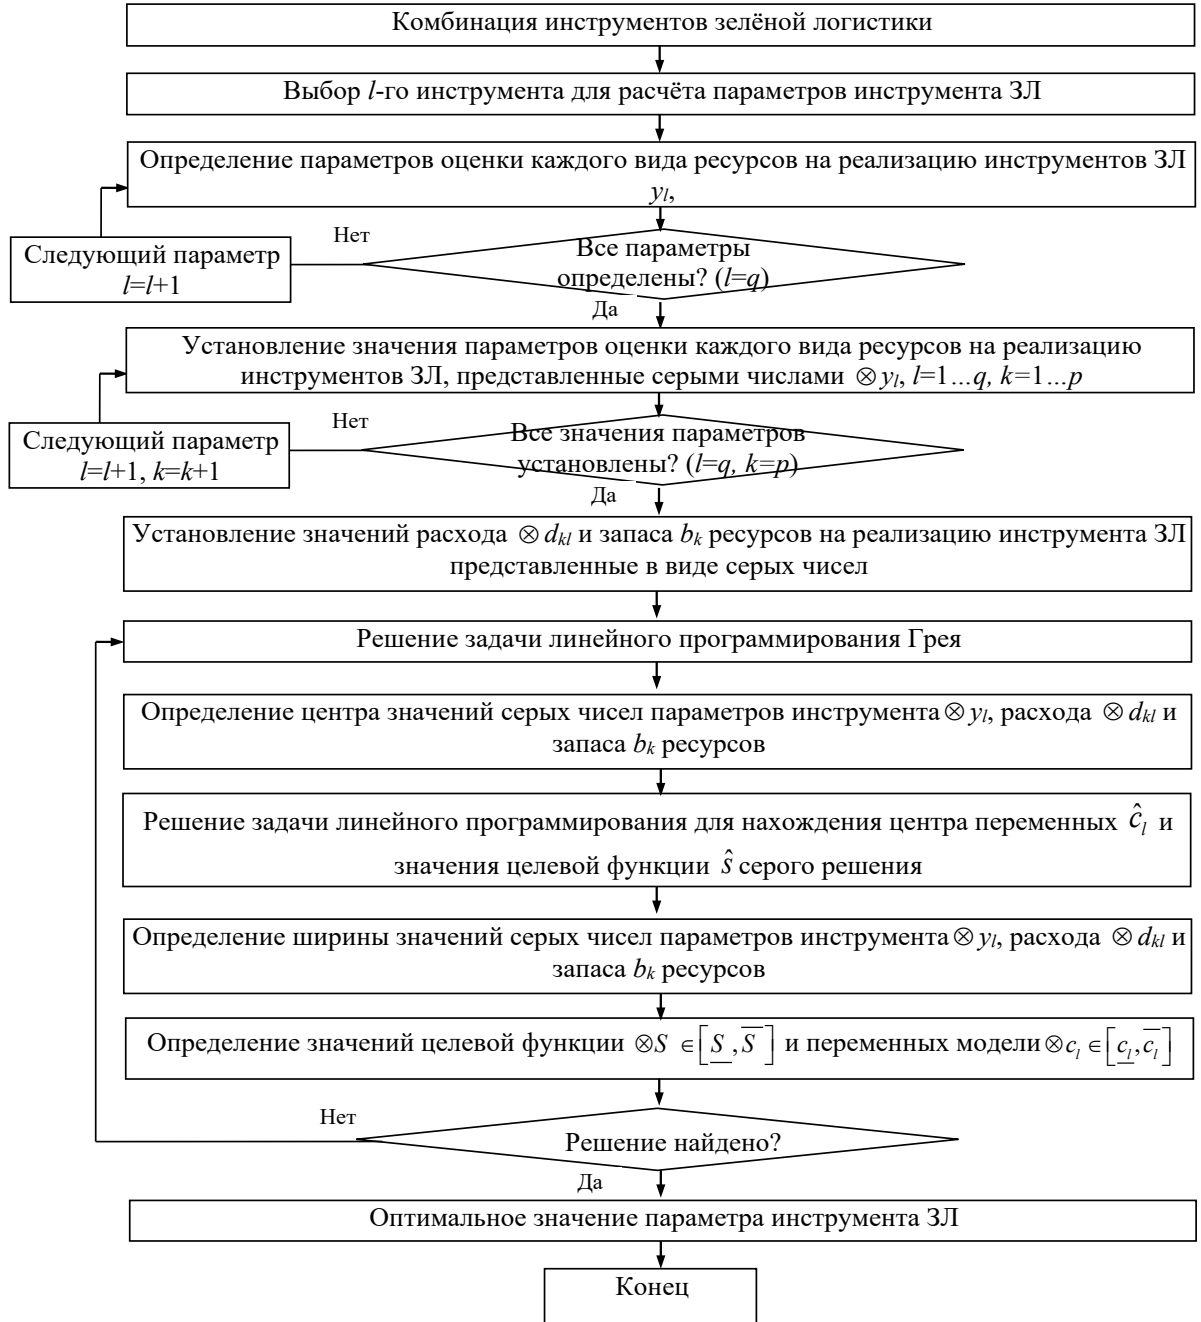 Комбинация инструментов зелёной логистики
Выбор l-го инструмента для расчёта параметров инструмента ЗЛ
Определение параметров оценки каждого вида ресурсов на реализацию инструментов ЗЛ
yₗ,
Нет
Следующий параметр
l=l+1
Все параметры
определены? (l=q)
Да
Установление значения параметров оценки каждого вида ресурсов на реализацию
инструментов ЗЛ, представленные серыми числами ⊗yₗ, l=1…q, k=1…p
Нет
Следующий параметр
l=l+1, k=k+1
Все значения параметров
установлены? (l=q, k=p)
Да
Установление значений расхода ⊗dₖₗ и запаса bₖ ресурсов на реализацию инструмента ЗЛ
представленные в виде серых чисел
Решение задачи линейного программирования Грея
Определение центра значений серых чисел параметров инструмента ⊗yₗ, расхода ⊗dₖₗ и
запаса bₖ ресурсов
Решение задачи линейного программирования для нахождения центра переменных ĉₗ и
значения целевой функции ŝ серого решения
Определение ширины значений серых чисел параметров инструмента ⊗yₗ, расхода ⊗dₖₗ и
запаса bₖ ресурсов
Определение значений целевой функции ⊗S ∈[S̲, S̅] и переменных модели ⊗cₗ ∈[c̲ₗ, c̅ₗ]
Нет
Решение найдено?
Да
Оптимальное значение параметра инструмента ЗЛ
Конец